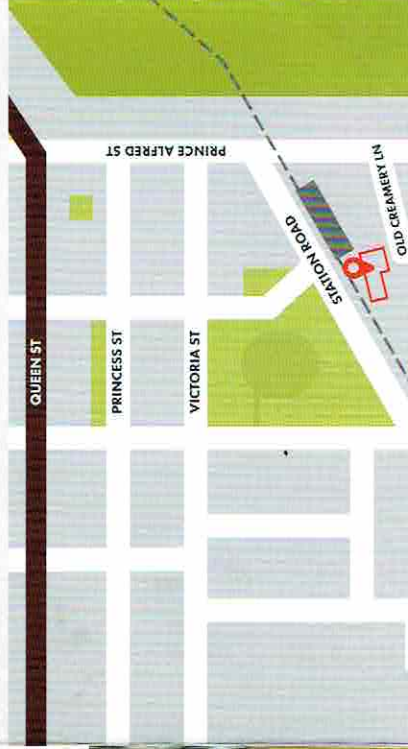 PRINCE ALFRED ST
OLD CREAMERY LN
STATION ROAD
QUEEN ST
PRINCESS ST
VICTORIA ST